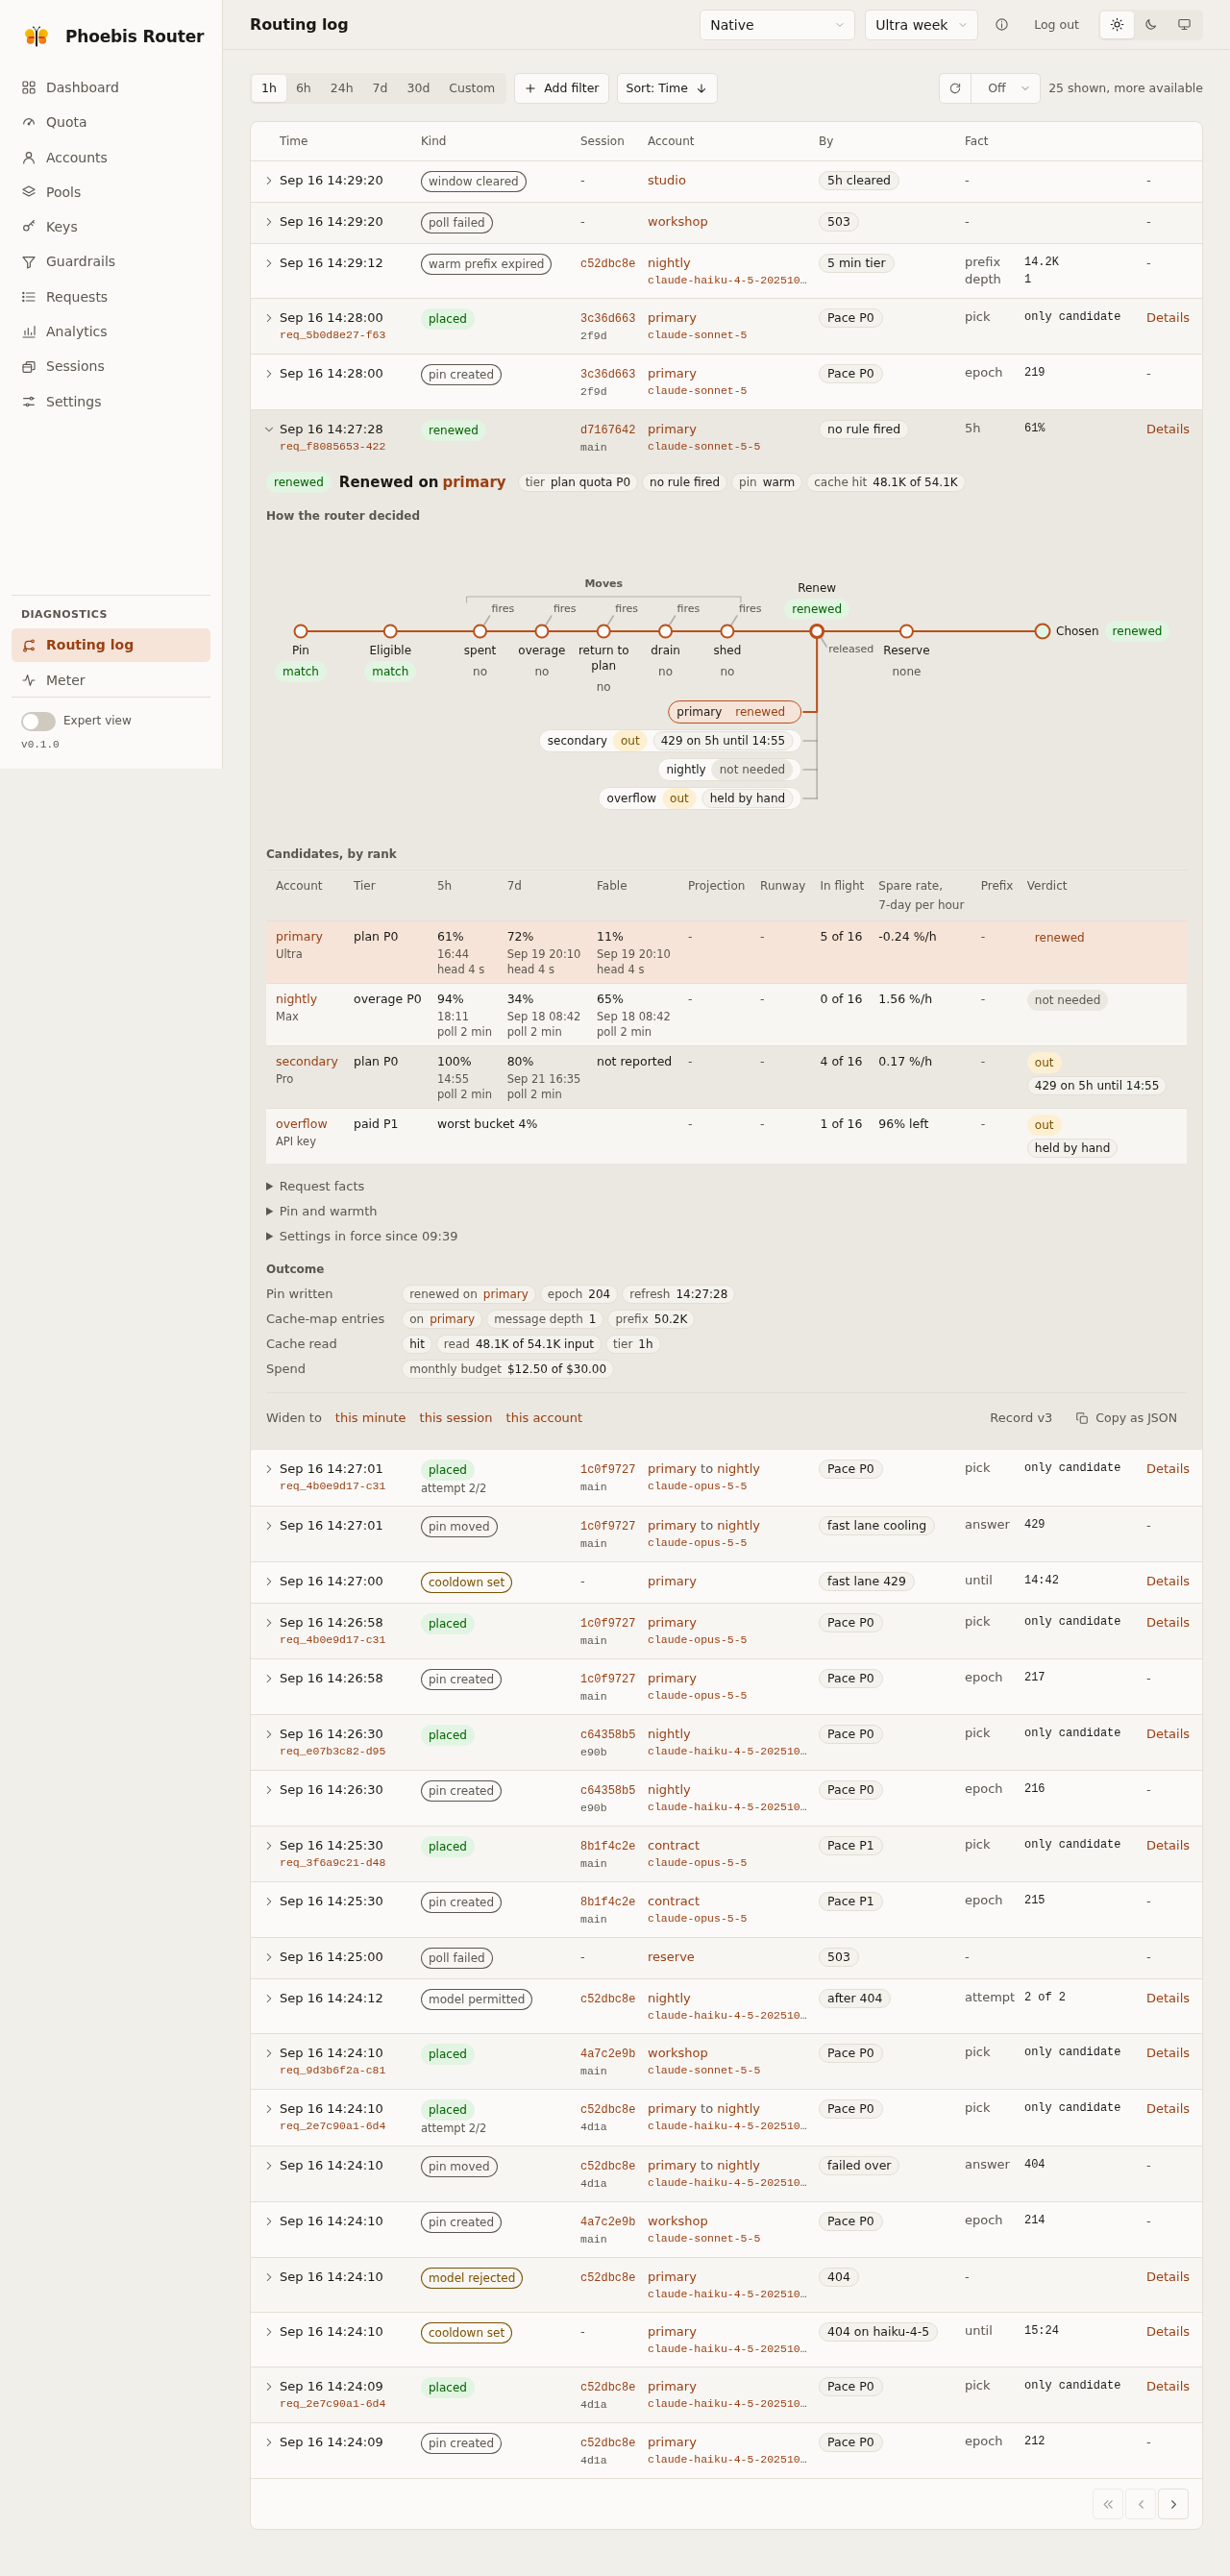 Phoebis Router
Dashboard
Quota
Accounts
Pools
Keys
Guardrails
Requests
Analytics
Sessions
Settings
DIAGNOSTICS
Routing log
Meter
Expert view
v0.1.0
Routing log
Native
Ultra week
Log out
1h 6h 24h 7d 30d Custom
Add filter
Sort: Time ↓
Off
25 shown, more available
Time Kind Session Account By Fact
Sep 16 14:29:20 window cleared - studio 5h cleared - -
Sep 16 14:29:20 poll failed - workshop 503 - -
Sep 16 14:29:12 warm prefix expired c52dbc8e nightly 5 min tier prefix 14.2K -
claude-haiku-4-5-202510… depth 1
Sep 16 14:28:00 placed 3c36d663 primary Pace P0 pick only candidate Details
req_5b0d8e27-f63 2f9d claude-sonnet-5
Sep 16 14:28:00 pin created 3c36d663 primary Pace P0 epoch 219 -
2f9d claude-sonnet-5
Sep 16 14:27:28 renewed d7167642 primary no rule fired 5h 61% Details
req_f8085653-422 main claude-sonnet-5-5
renewed Renewed on primary tier plan quota P0 no rule fired pin warm cache hit 48.1K of 54.1K
How the router decided
Moves
Renew
fires fires fires fires fires
renewed
Chosen renewed
Pin Eligible spent overage return to plan drain shed released Reserve
match match no no no no no none
primary renewed
secondary out 429 on 5h until 14:55
nightly not needed
overflow out held by hand
Candidates, by rank
Account Tier 5h 7d Fable Projection Runway In flight Spare rate, 7-day per hour Prefix Verdict
primary plan P0 61% 72% 11% - - 5 of 16 -0.24 %/h - renewed
Ultra 16:44 Sep 19 20:10 Sep 19 20:10
head 4 s head 4 s head 4 s
nightly overage P0 94% 34% 65% - - 0 of 16 1.56 %/h - not needed
Max 18:11 Sep 18 08:42 Sep 18 08:42
poll 2 min poll 2 min poll 2 min
secondary plan P0 100% 80% not reported - - 4 of 16 0.17 %/h - out
Pro 14:55 Sep 21 16:35 429 on 5h until 14:55
poll 2 min poll 2 min
overflow paid P1 worst bucket 4% - - 1 of 16 96% left - out
API key held by hand
Request facts
Pin and warmth
Settings in force since 09:39
Outcome
Pin written renewed on primary epoch 204 refresh 14:27:28
Cache-map entries on primary message depth 1 prefix 50.2K
Cache read hit read 48.1K of 54.1K input tier 1h
Spend monthly budget $12.50 of $30.00
Widen to this minute this session this account Record v3 Copy as JSON
Sep 16 14:27:01 placed 1c0f9727 primary to nightly Pace P0 pick only candidate Details
req_4b0e9d17-c31 attempt 2/2 main claude-opus-5-5
Sep 16 14:27:01 pin moved 1c0f9727 primary to nightly fast lane cooling answer 429 -
main claude-opus-5-5
Sep 16 14:27:00 cooldown set - primary fast lane 429 until 14:42 Details
Sep 16 14:26:58 placed 1c0f9727 primary Pace P0 pick only candidate Details
req_4b0e9d17-c31 main claude-opus-5-5
Sep 16 14:26:58 pin created 1c0f9727 primary Pace P0 epoch 217 -
main claude-opus-5-5
Sep 16 14:26:30 placed c64358b5 nightly Pace P0 pick only candidate Details
req_e07b3c82-d95 e90b claude-haiku-4-5-202510…
Sep 16 14:26:30 pin created c64358b5 nightly Pace P0 epoch 216 -
e90b claude-haiku-4-5-202510…
Sep 16 14:25:30 placed 8b1f4c2e contract Pace P1 pick only candidate Details
req_3f6a9c21-d48 main claude-opus-5-5
Sep 16 14:25:30 pin created 8b1f4c2e contract Pace P1 epoch 215 -
main claude-opus-5-5
Sep 16 14:25:00 poll failed - reserve 503 - -
Sep 16 14:24:12 model permitted c52dbc8e nightly after 404 attempt 2 of 2 Details
claude-haiku-4-5-202510…
Sep 16 14:24:10 placed 4a7c2e9b workshop Pace P0 pick only candidate Details
req_9d3b6f2a-c81 main claude-sonnet-5-5
Sep 16 14:24:10 placed c52dbc8e primary to nightly Pace P0 pick only candidate Details
req_2e7c90a1-6d4 attempt 2/2 4d1a claude-haiku-4-5-202510…
Sep 16 14:24:10 pin moved c52dbc8e primary to nightly failed over answer 404 -
4d1a claude-haiku-4-5-202510…
Sep 16 14:24:10 pin created 4a7c2e9b workshop Pace P0 epoch 214 -
main claude-sonnet-5-5
Sep 16 14:24:10 model rejected c52dbc8e primary 404 - Details
claude-haiku-4-5-202510…
Sep 16 14:24:10 cooldown set - primary 404 on haiku-4-5 until 15:24 Details
claude-haiku-4-5-202510…
Sep 16 14:24:09 placed c52dbc8e primary Pace P0 pick only candidate Details
req_2e7c90a1-6d4 4d1a claude-haiku-4-5-202510…
Sep 16 14:24:09 pin created c52dbc8e primary Pace P0 epoch 212 -
4d1a claude-haiku-4-5-202510…